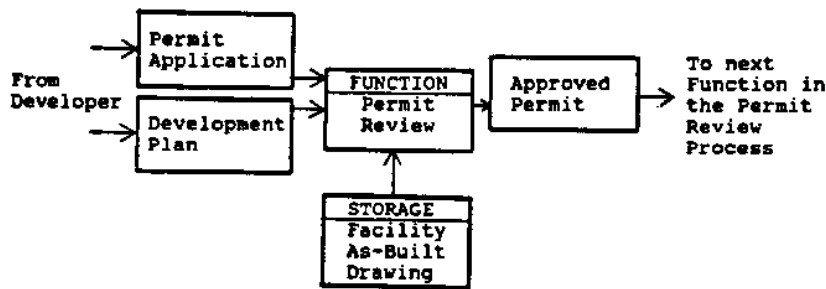 From
Developer
Permit
Application
Development
Plan
FUNCTION
Permit
Review
STORAGE
Facility
As-Built
Drawing
Approved
Permit
To next
Function in
the Permit
Review
Process